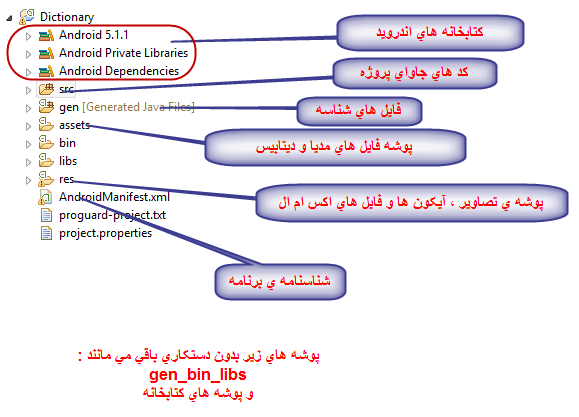 Dictionary
Android 5.1.1
Android Private Libraries
Android Dependencies
src
gen [Generated Java Files]
assets
bin
libs
res
AndroidManifest.xml
proguard-project.txt
project.properties
كتابخانه هاي اندرويد
كد هاي جاواي پروژه
فايل هاي شناسه
پوشه فايل هاي مديا و ديتابيس
پوشه ي تصاوير ، آيكون ها و فايل هاي اكس ام ال
شناسنامه ي برنامه
پوشه هاي زير بدون دستكاري باقي مي مانند :
gen_bin_libs
و پوشه هاي كتابخانه